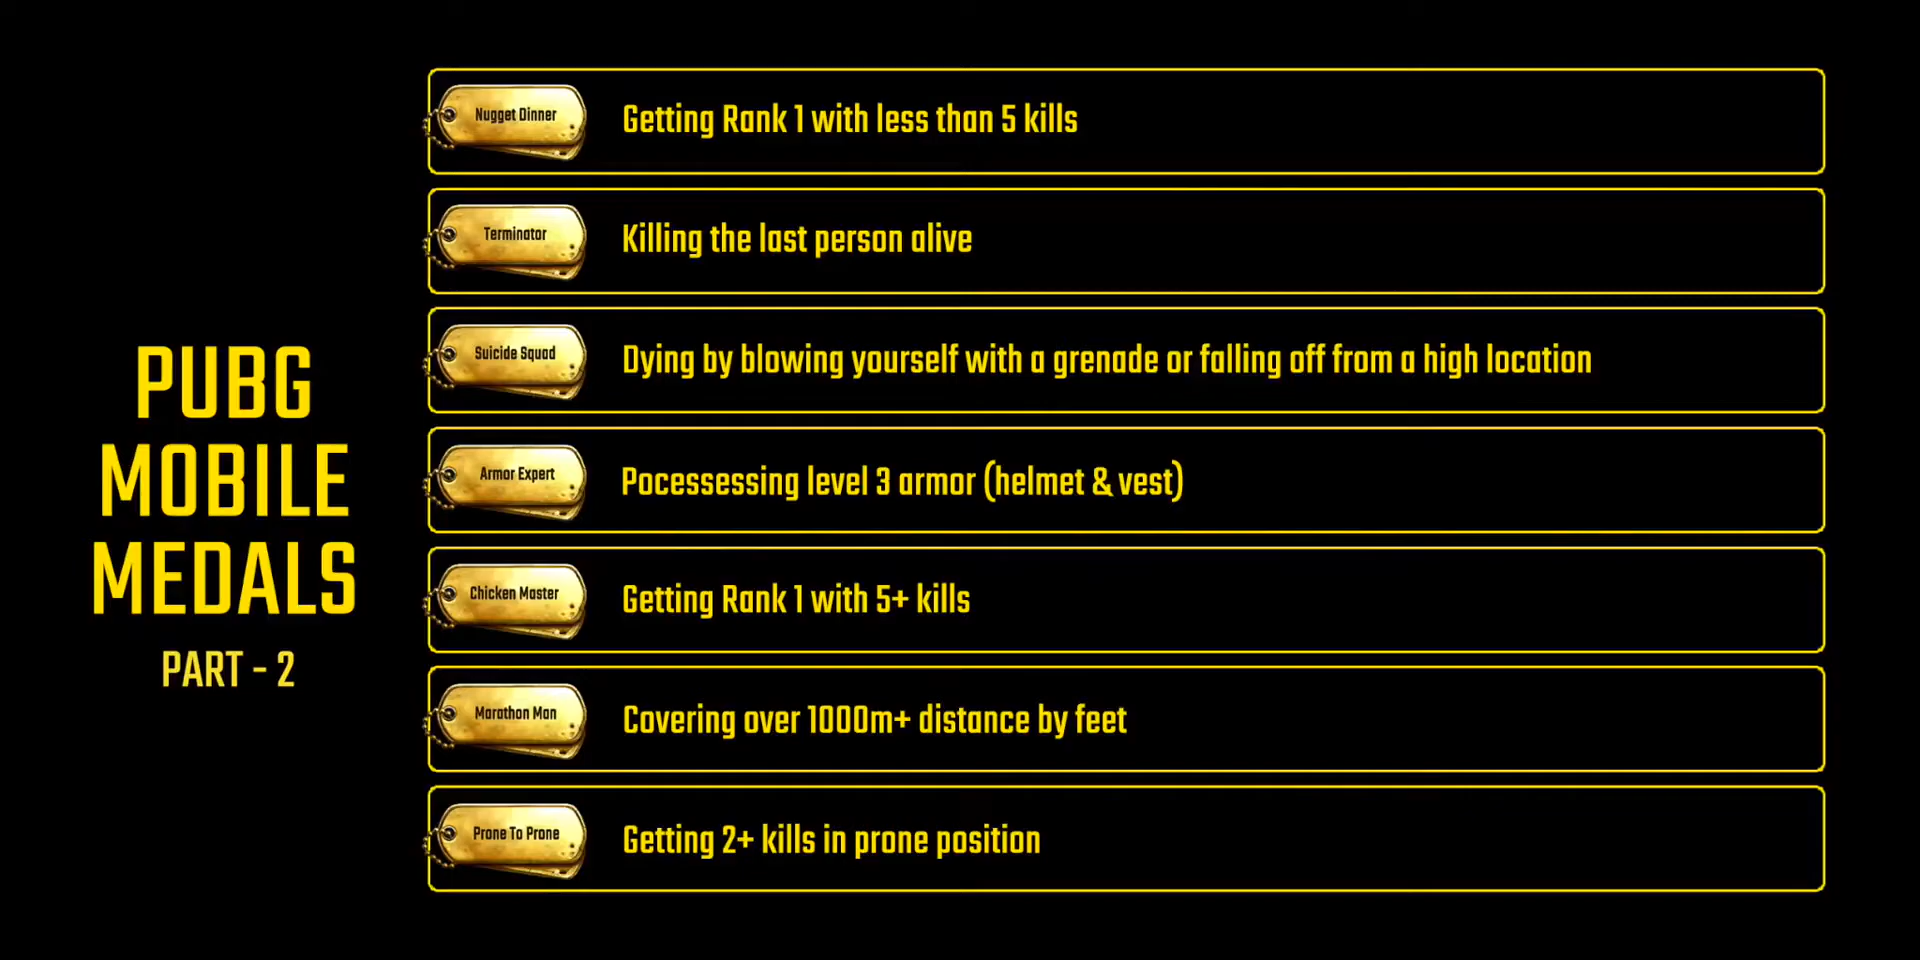 PUBG
MOBILE
MEDALS
PART - 2
Nugget Dinner
Getting Rank 1 with less than 5 kills
Terminator
Killing the last person alive
Suicide Squad
Dying by blowing yourself with a grenade or falling off from a high location
Armor Expert
Pocessessing level 3 armor (helmet & vest)
Chicken Master
Getting Rank 1 with 5+ kills
Marathon Man
Covering over 1000m+ distance by feet
Prone To Prone
Getting 2+ kills in prone position